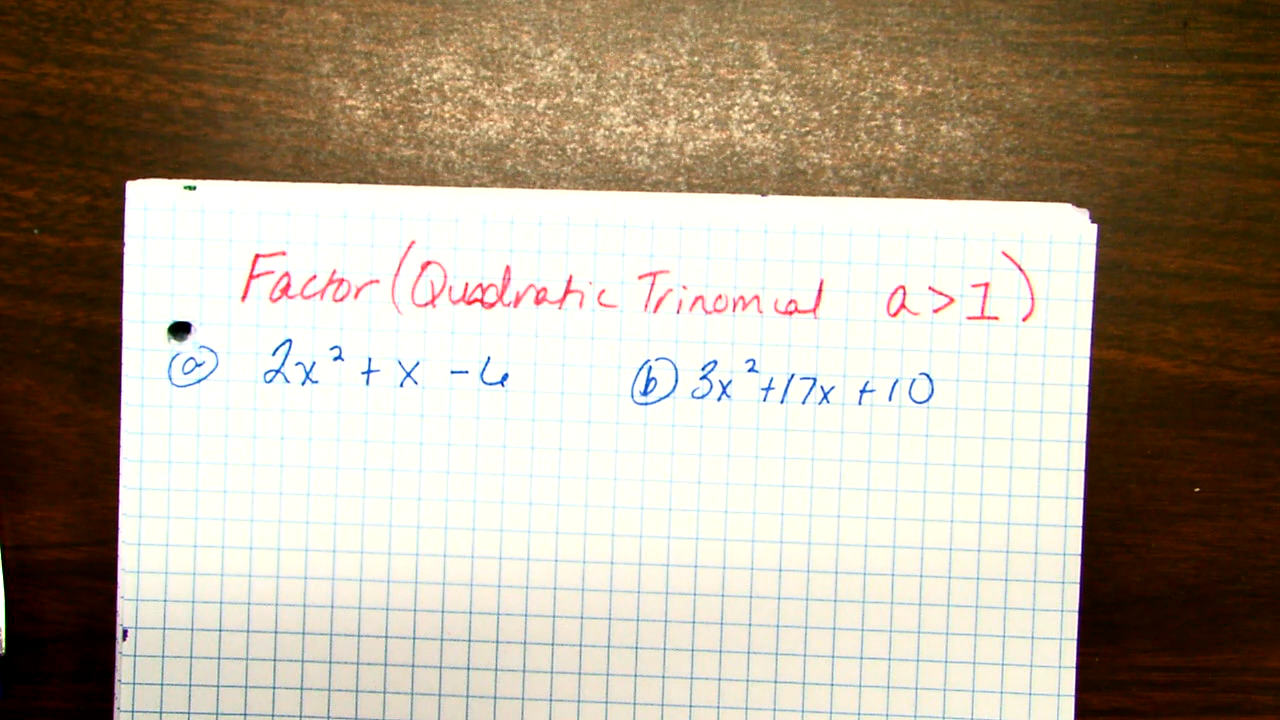 Factor (Quadratic Trinomial a > 1)
ⓐ 2x² + x - 6 ⓑ 3x² + 17x + 10